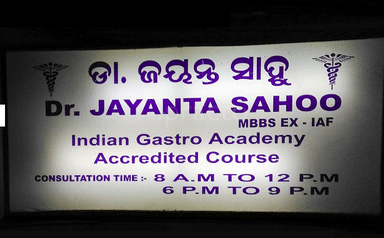 ଡା. ଜୟନ୍ତ ସାହୁ
Dr. JAYANTA SAHOO
MBBS EX - IAF
Indian Gastro Academy
Accredited Course
CONSULTATION TIME :- 8 A.M TO 12 P.M
6 P.M TO 9 P.M